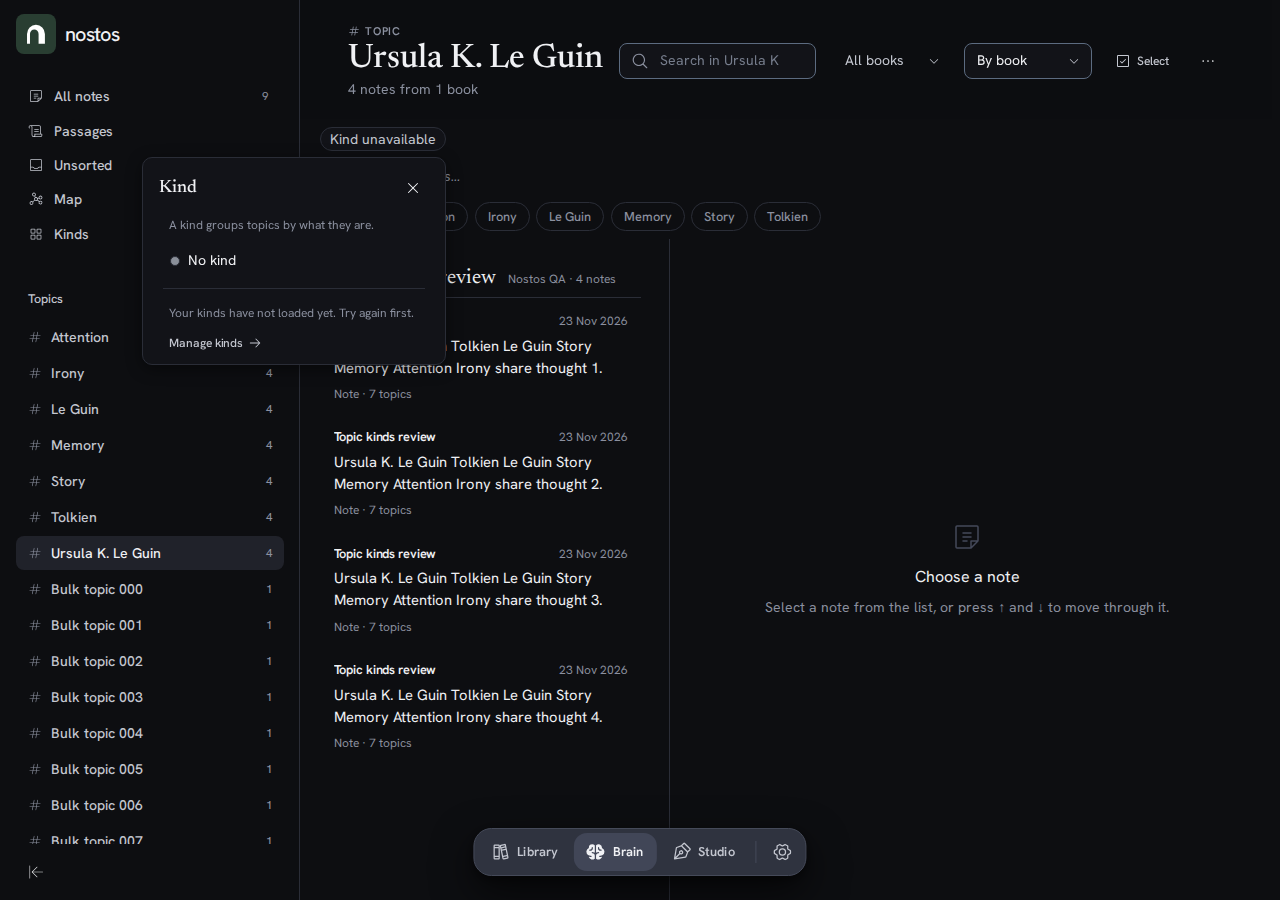 nostos
All notes 9
Passages
Unsorted
Map
Kinds
Topics
# Attention
# Irony 4
# Le Guin 4
# Memory 4
# Story 4
# Tolkien 4
# Ursula K. Le Guin 4
# Bulk topic 000 1
# Bulk topic 001 1
# Bulk topic 002 1
# Bulk topic 003 1
# Bulk topic 004 1
# Bulk topic 005 1
# Bulk topic 006 1
# Bulk topic 007 1
# TOPIC
Ursula K. Le Guin
4 notes from 1 book
Search in Ursula K
All books
By book
Select
Kind unavailable
Kind
A kind groups topics by what they are.
No kind
Your kinds have not loaded yet. Try again first.
Manage kinds →
s...
on
Irony
Le Guin
Memory
Story
Tolkien
review Nostos QA · 4 notes
23 Nov 2026
Tolkien Le Guin Story
Memory Attention Irony share thought 1.
Note · 7 topics
Topic kinds review 23 Nov 2026
Ursula K. Le Guin Tolkien Le Guin Story
Memory Attention Irony share thought 2.
Note · 7 topics
Topic kinds review 23 Nov 2026
Ursula K. Le Guin Tolkien Le Guin Story
Memory Attention Irony share thought 3.
Note · 7 topics
Topic kinds review 23 Nov 2026
Ursula K. Le Guin Tolkien Le Guin Story
Memory Attention Irony share thought 4.
Note · 7 topics
Choose a note
Select a note from the list, or press ↑ and ↓ to move through it.
Library
Brain
Studio